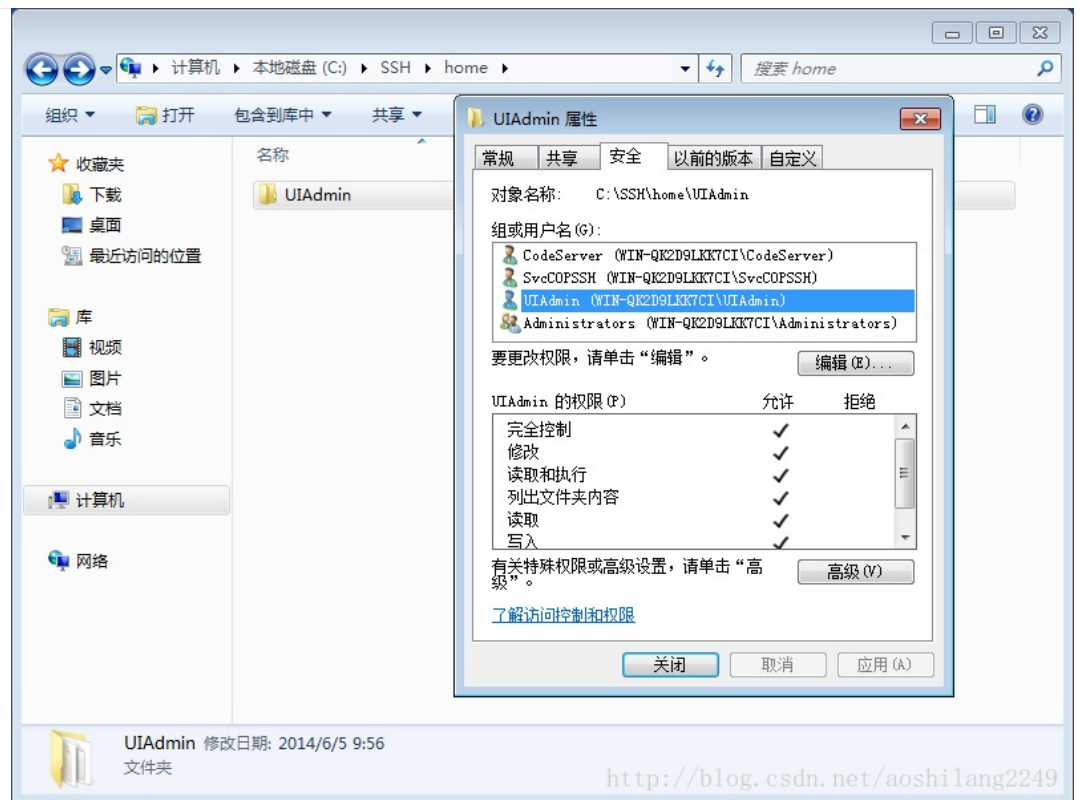 计算机 本地磁盘 (C:) SSH home 搜索 home
组织 打开 包含到库中 共享
收藏夹
下载
桌面
最近访问的位置
库
视频
图片
文档
音乐
计算机
网络
名称
UIAdmin
UIAdmin 属性
常规 共享 安全 以前的版本 自定义
对象名称: C:\SSH\home\UIAdmin
组或用户名(G):
CodeServer (WIN-QK2D9LKK7CI\CodeServer)
SvcCOPSSH (WIN-QK2D9LKK7CI\SvcCOPSSH)
UIAdmin (WIN-QK2D9LKK7CI\UIAdmin)
Administrators (WIN-QK2D9LKK7CI\Administrators)
要更改权限，请单击“编辑”。 编辑(E)...
UIAdmin 的权限(P) 允许 拒绝
完全控制
修改
读取和执行
列出文件夹内容
读取
写入
有关特殊权限或高级设置，请单击“高
级”。
高级(V)
了解访问控制和权限
关闭 取消 应用(A)
UIAdmin 修改日期: 2014/6/5 9:56
文件夹
http://blog.csdn.net/aoshilang2249